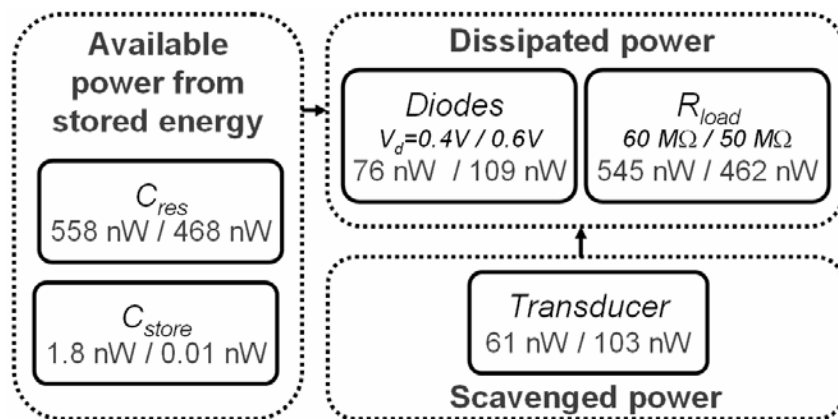 Available
power from
stored energy
C_res
558 nW / 468 nW
C_store
1.8 nW / 0.01 nW
Dissipated power
Diodes
V_d=0.4V / 0.6V
76 nW / 109 nW
R_load
60 MΩ / 50 MΩ
545 nW / 462 nW
Transducer
61 nW / 103 nW
Scavenged power